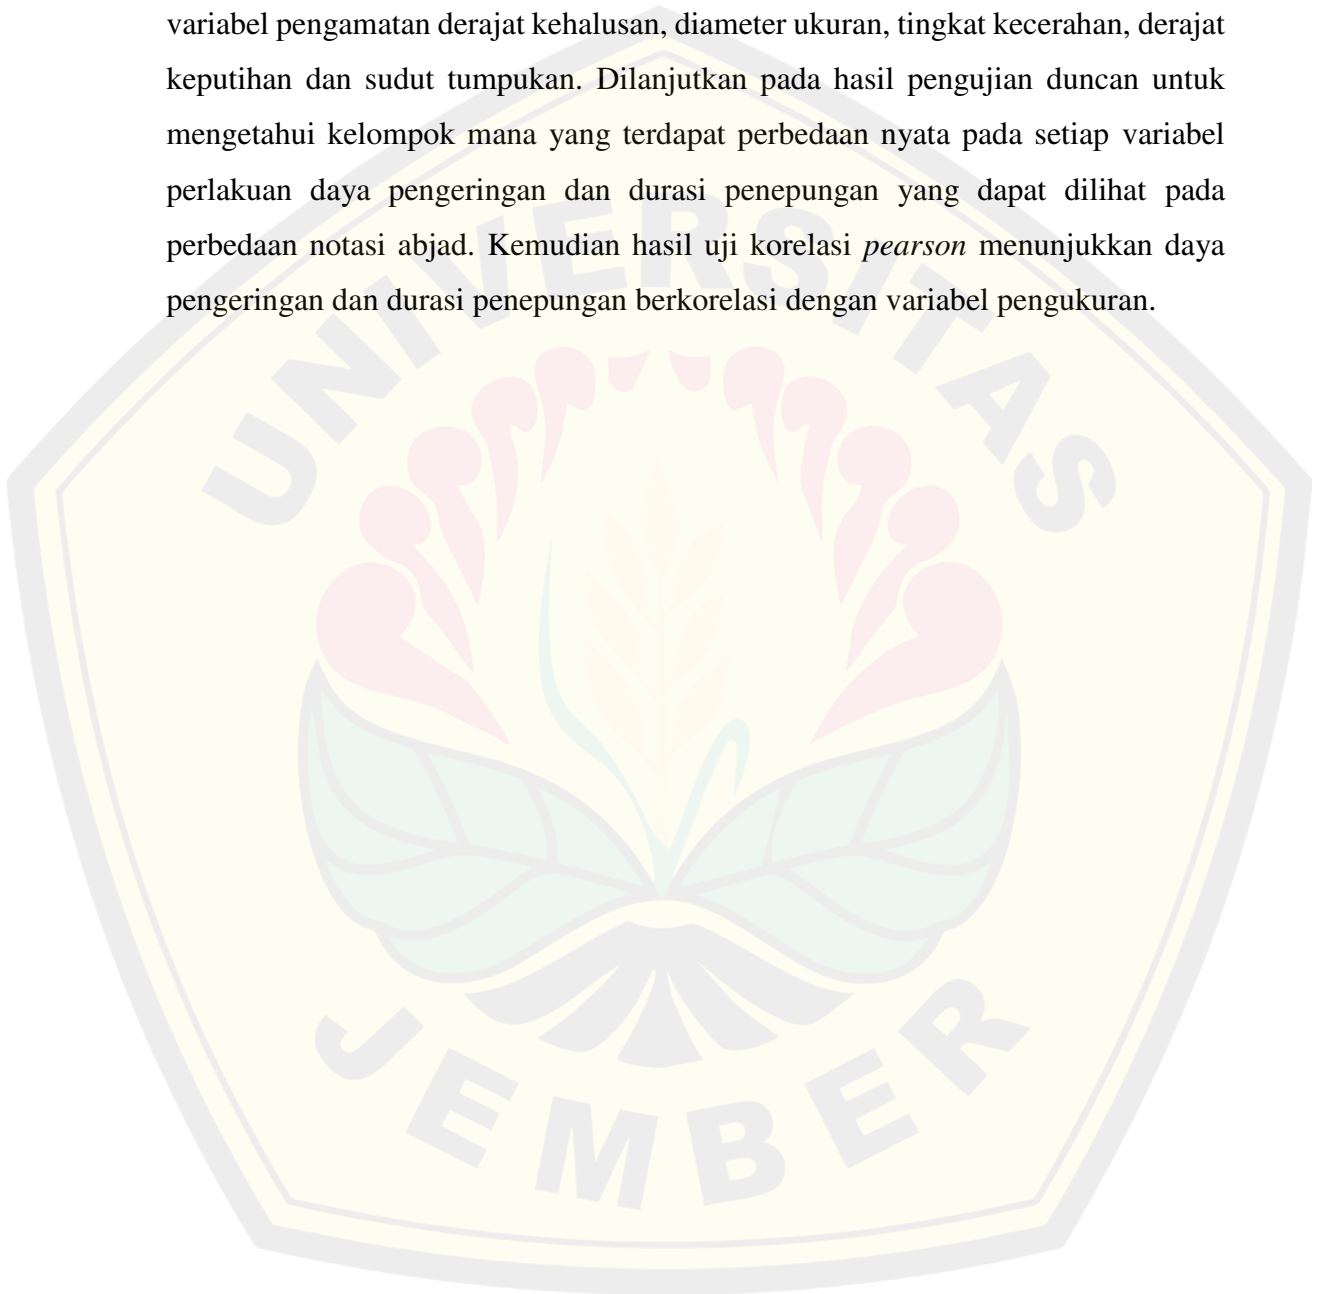 variabel pengamatan derajat kehalusan, diameter ukuran, tingkat kecerahan, derajat
keputihan dan sudut tumpukan. Dilanjutkan pada hasil pengujian duncan untuk
mengetahui kelompok mana yang terdapat perbedaan nyata pada setiap variabel
perlakuan daya pengeringan dan durasi penepungan yang dapat dilihat pada
perbedaan notasi abjad. Kemudian hasil uji korelasi pearson menunjukkan daya
pengeringan dan durasi penepungan berkorelasi dengan variabel pengukuran.
UNIVERSITAS
JEMBER